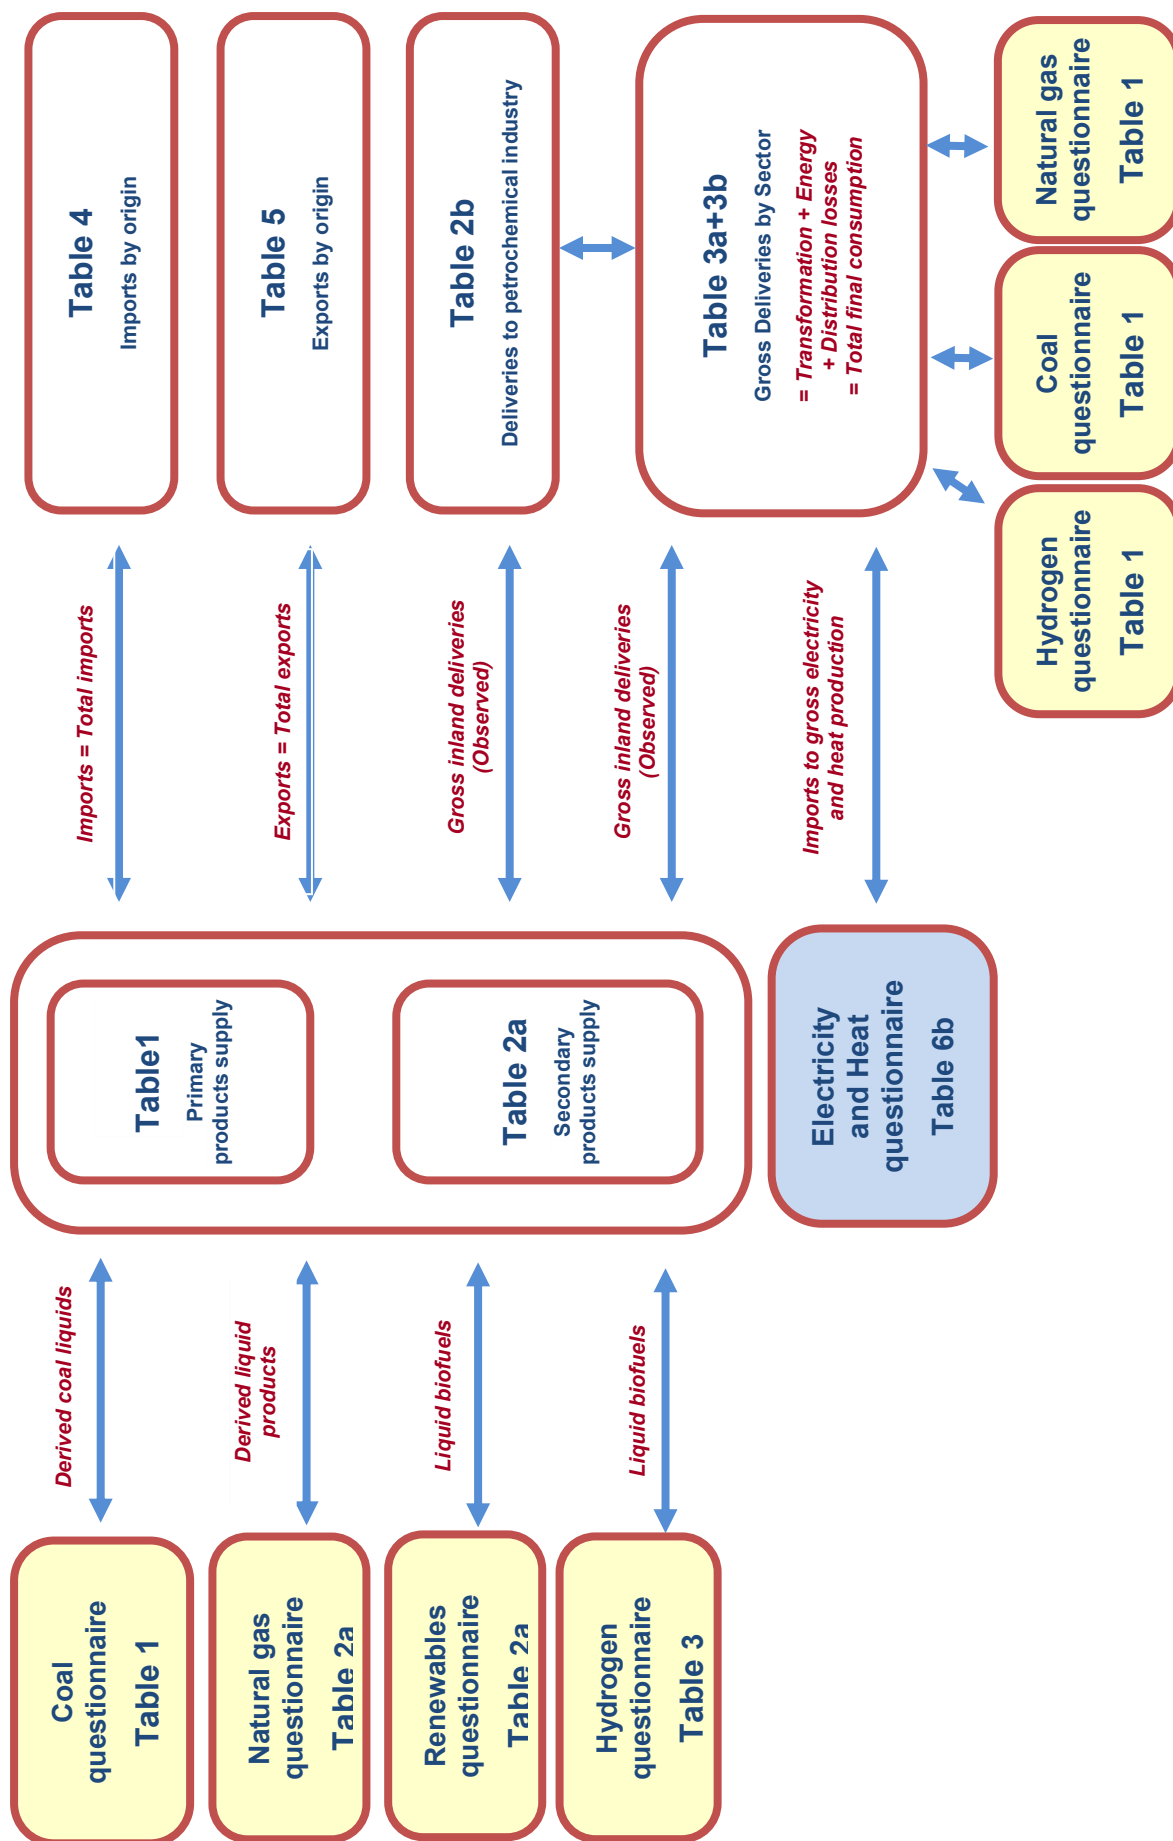 Coal
questionnaire
Table 1
Natural gas
questionnaire
Table 2a
Renewables
questionnaire
Table 2a
Hydrogen
questionnaire
Table 3
Derived coal liquids
Derived liquid
products
Liquid biofuels
Liquid biofuels
Table1
Primary
products supply
Table 2a
Secondary
products supply
Electricity
and Heat
questionnaire
Table 6b
Imports = Total imports
Exports = Total exports
Gross inland deliveries
(Observed)
Gross inland deliveries
(Observed)
Imports to gross electricity
and heat production
Table 4
Imports by origin
Table 5
Exports by origin
Table 2b
Deliveries to petrochemical industry
Table 3a+3b
Gross Deliveries by Sector
= Transformation + Energy
+ Distribution losses
= Total final consumption
Hydrogen
questionnaire
Table 1
Coal
questionnaire
Table 1
Natural gas
questionnaire
Table 1